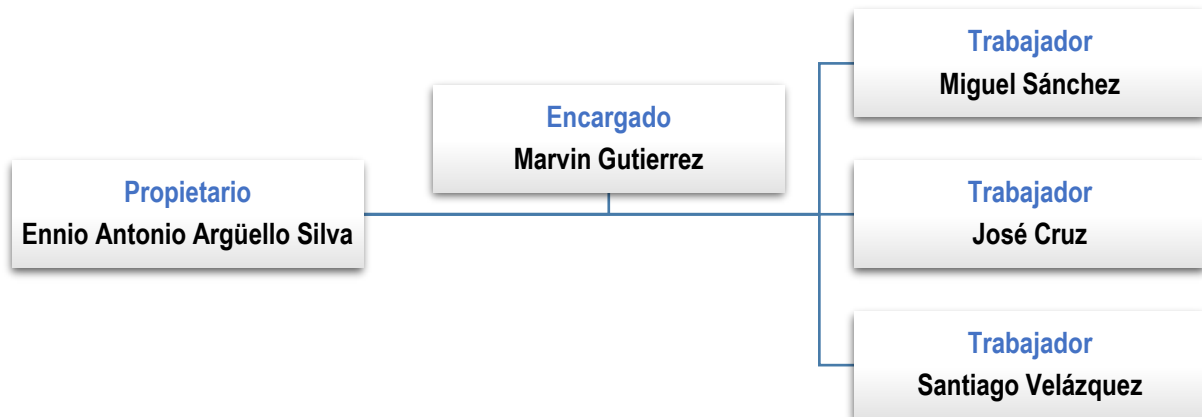 Propietario
Ennio Antonio Argüello Silva
Encargado
Marvin Gutierrez
Trabajador
Miguel Sánchez
Trabajador
José Cruz
Trabajador
Santiago Velázquez